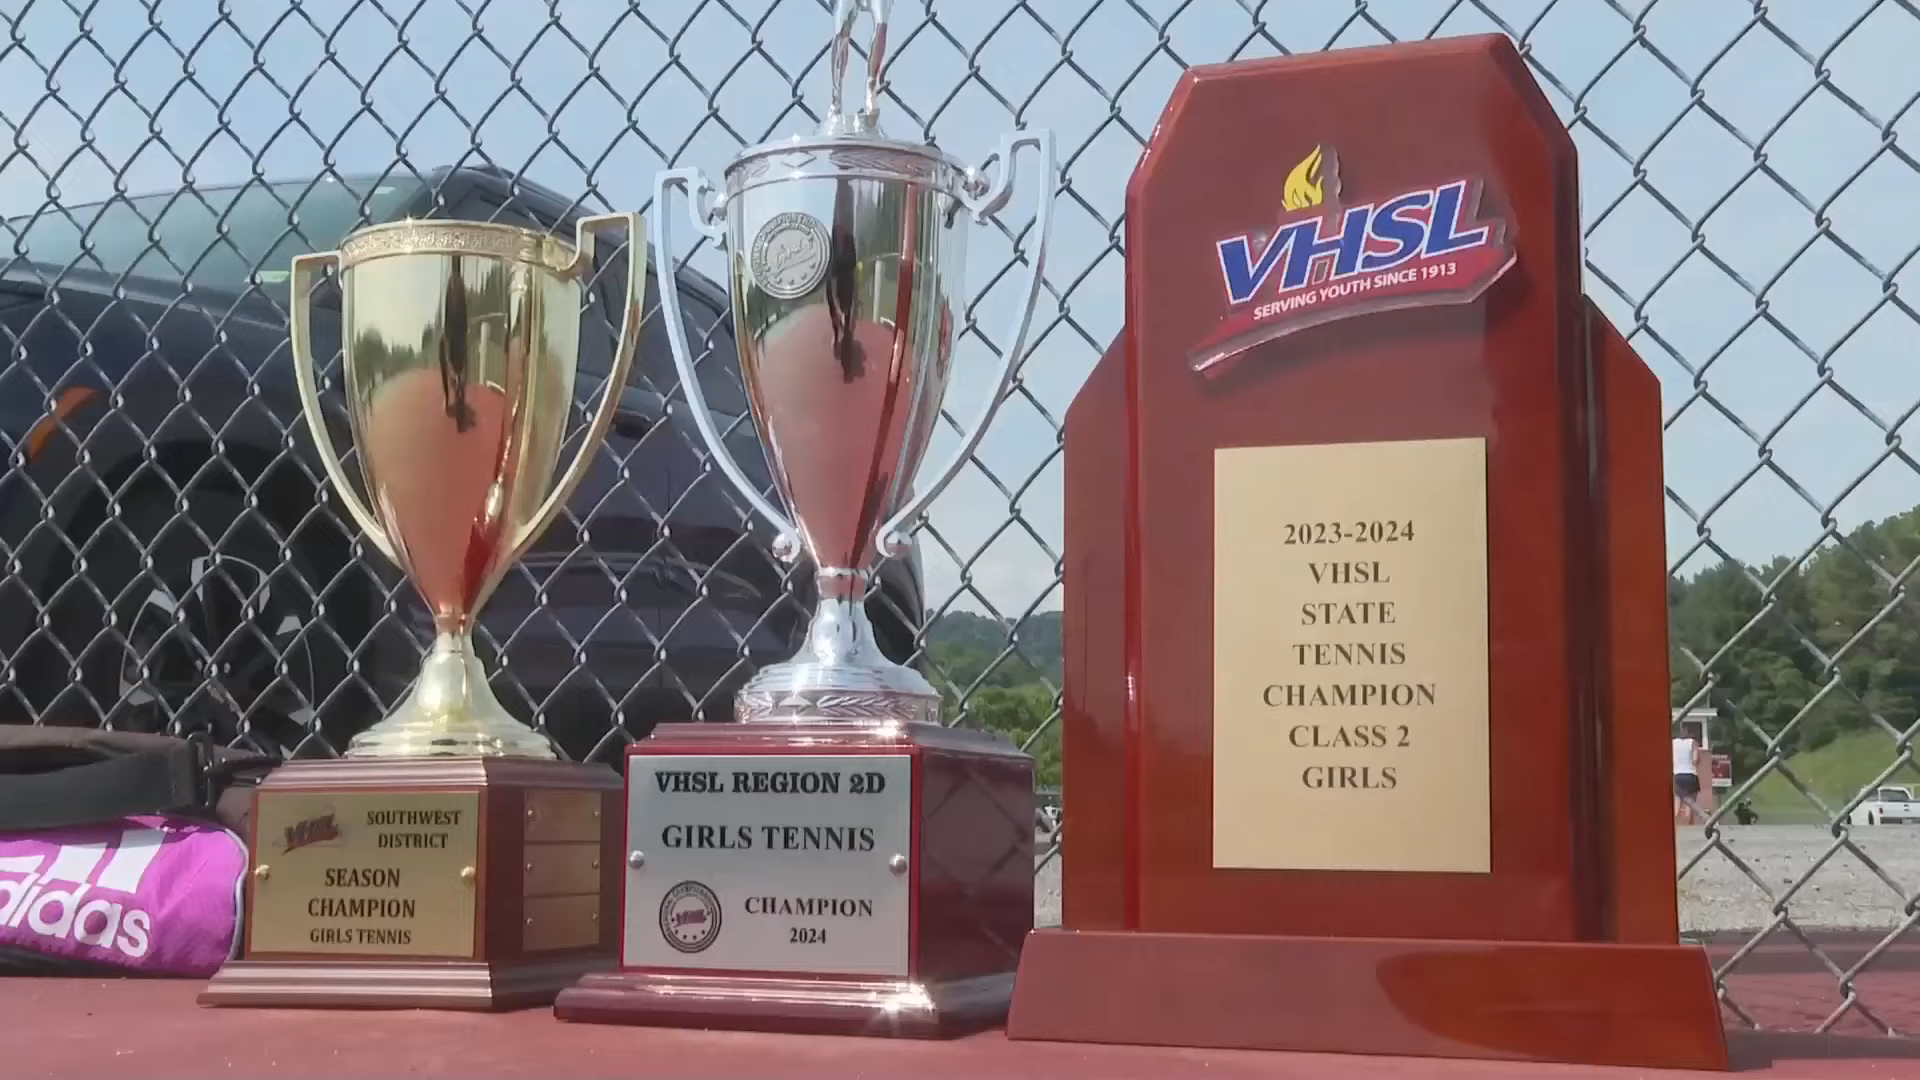 VHSL
SERVING YOUTH SINCE 1913
2023-2024
VHSL
STATE
TENNIS
CHAMPION
CLASS 2
GIRLS
VHSL REGION 2D
GIRLS TENNIS
VHSL
CHAMPION
2024
VHSL
SOUTHWEST
DISTRICT
SEASON
CHAMPION
GIRLS TENNIS
adidas